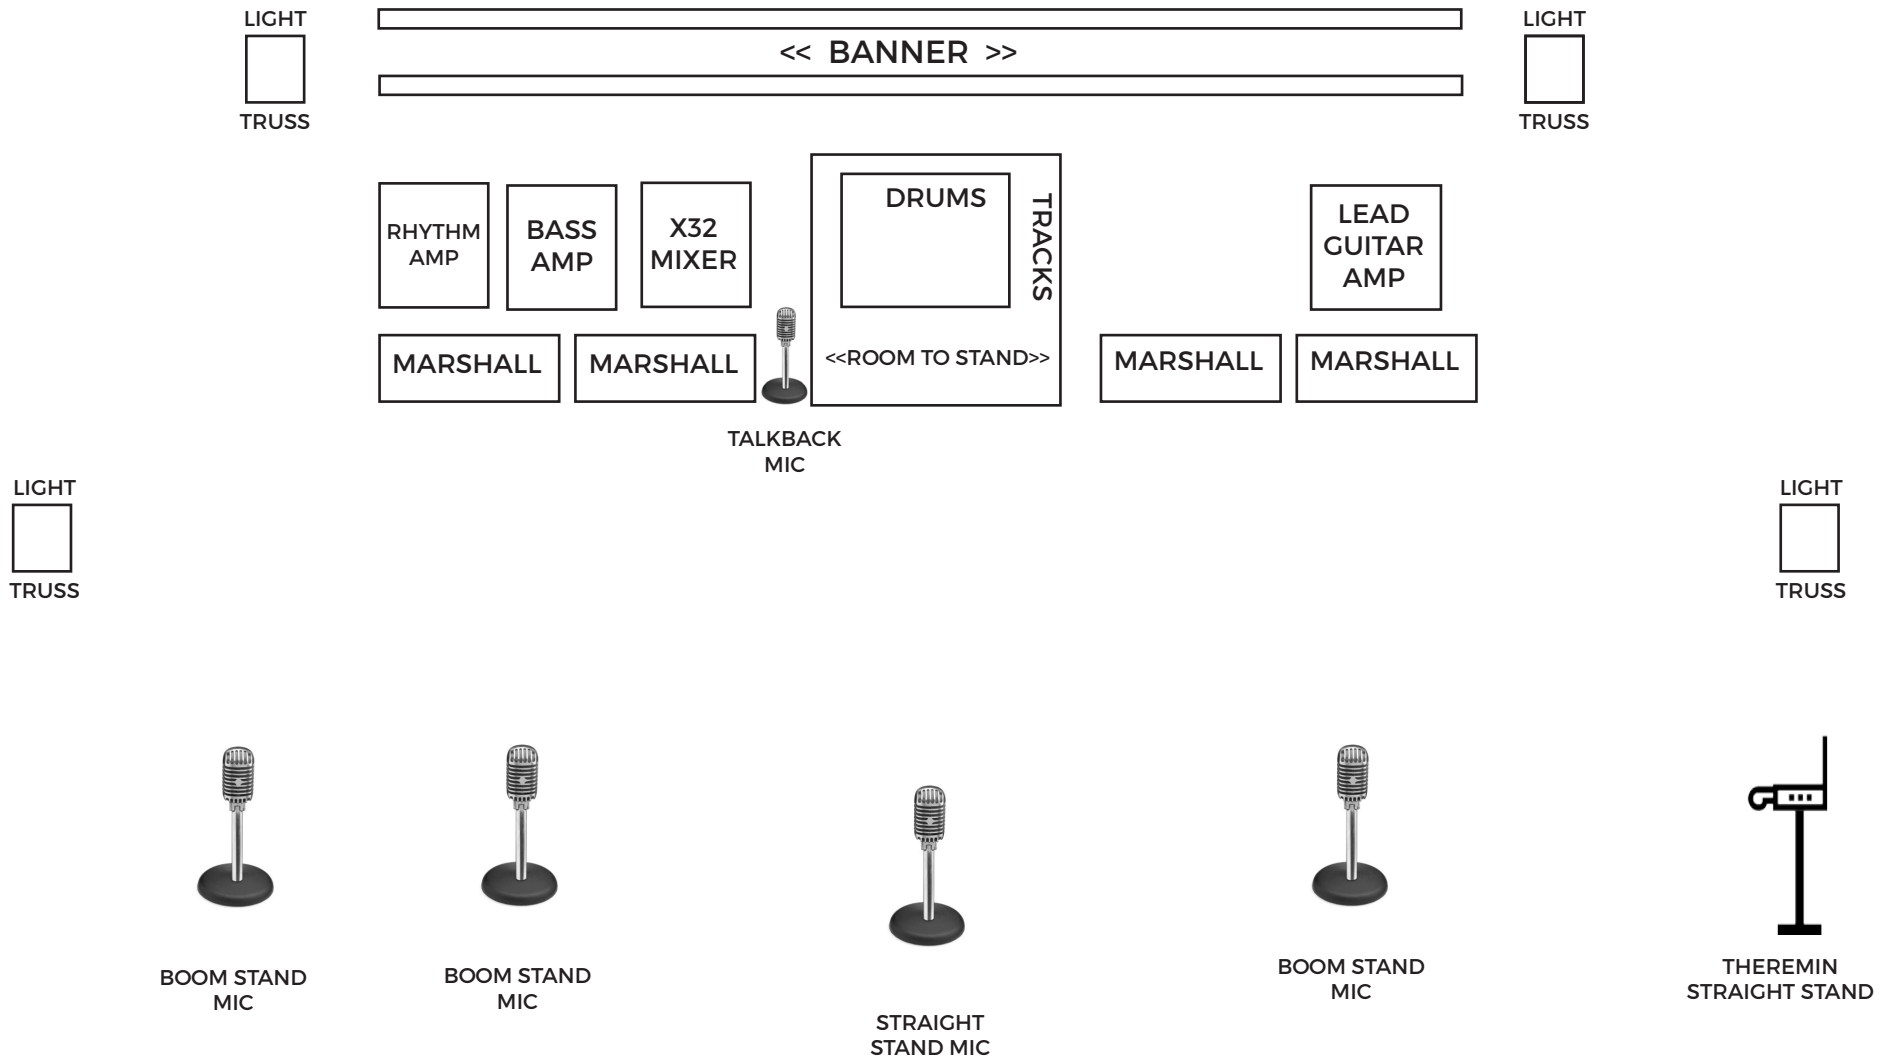 LIGHT
LIGHT
<< BANNER >>
TRUSS
TRUSS
RHYTHM
AMP
BASS
AMP
X32
MIXER
DRUMS
TRACKS
LEAD
GUITAR
AMP
MARSHALL
MARSHALL
<<ROOM TO STAND>>
MARSHALL
MARSHALL
TALKBACK
MIC
LIGHT
LIGHT
TRUSS
TRUSS
BOOM STAND
MIC
BOOM STAND
MIC
STRAIGHT
STAND MIC
BOOM STAND
MIC
THEREMIN
STRAIGHT STAND